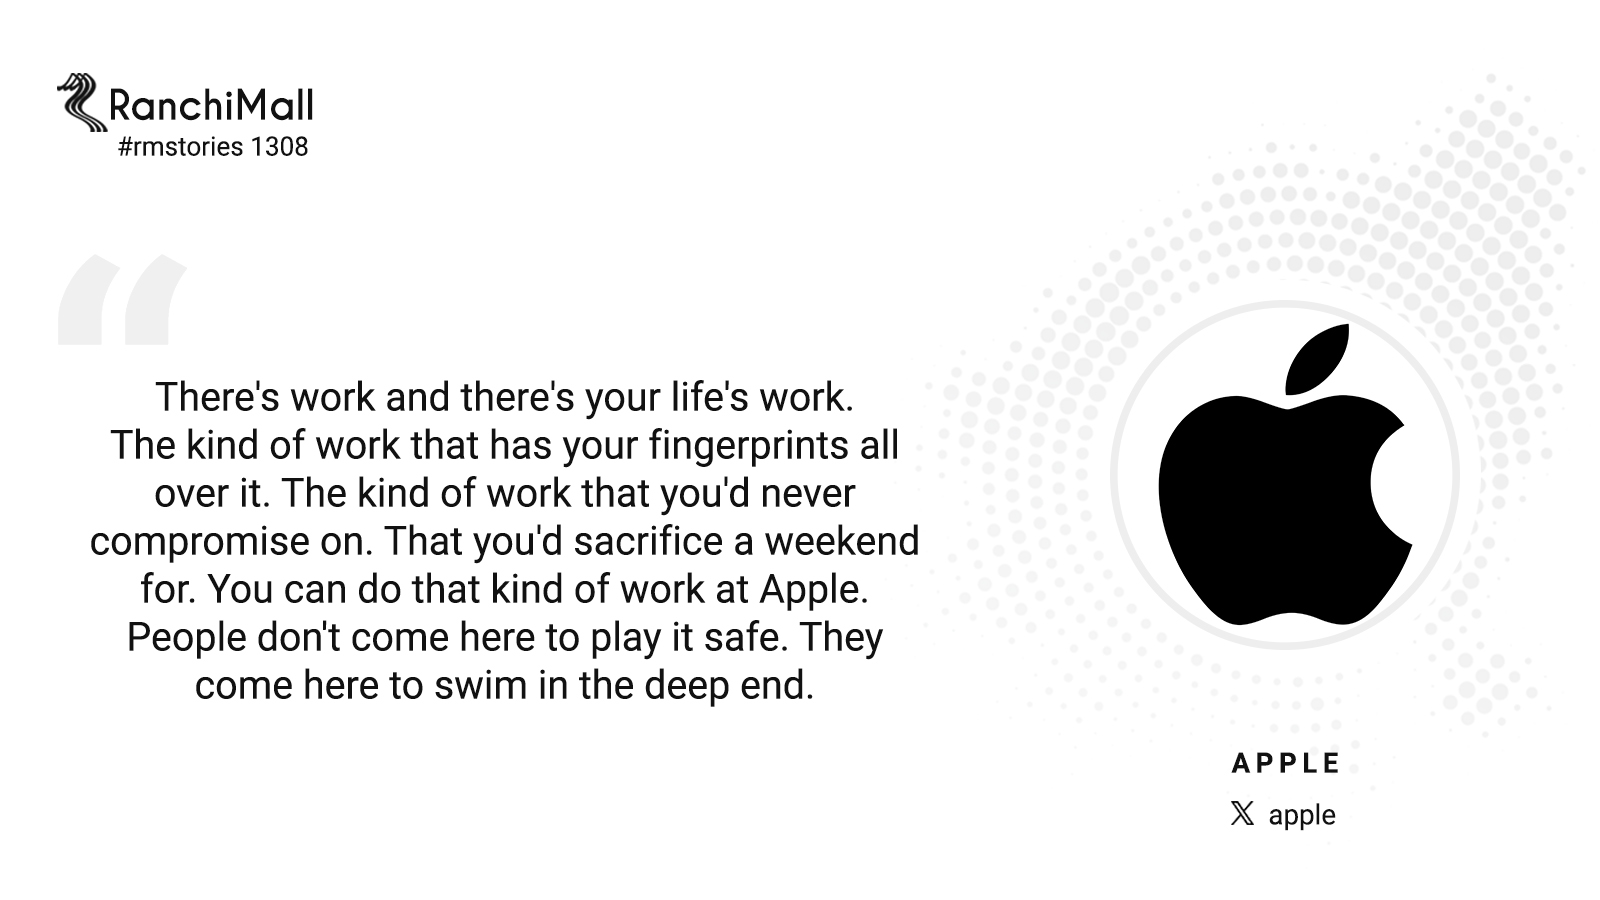 RanchiMall
#rmstories 1308
“
There's work and there's your life's work.
The kind of work that has your fingerprints all
over it. The kind of work that you'd never
compromise on. That you'd sacrifice a weekend
for. You can do that kind of work at Apple.
People don't come here to play it safe. They
come here to swim in the deep end.
APPLE
𝕏 apple